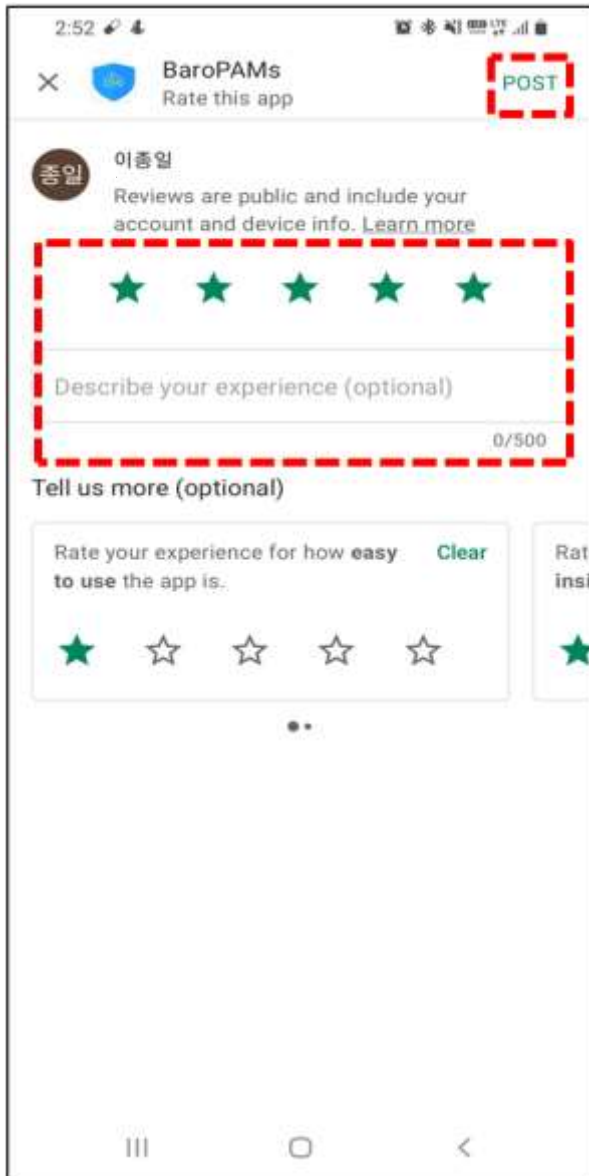 2:52
BaroPAMs
Rate this app
POST
종일
이종일
Reviews are public and include your
account and device info. Learn more
Describe your experience (optional)
0/500
Tell us more (optional)
Rate your experience for how easy
to use the app is.
Clear
Rat
insi